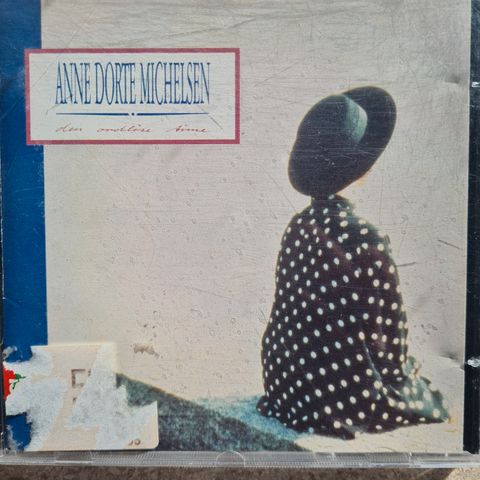 ANNE DORTE MICHELSEN
den ordløse time